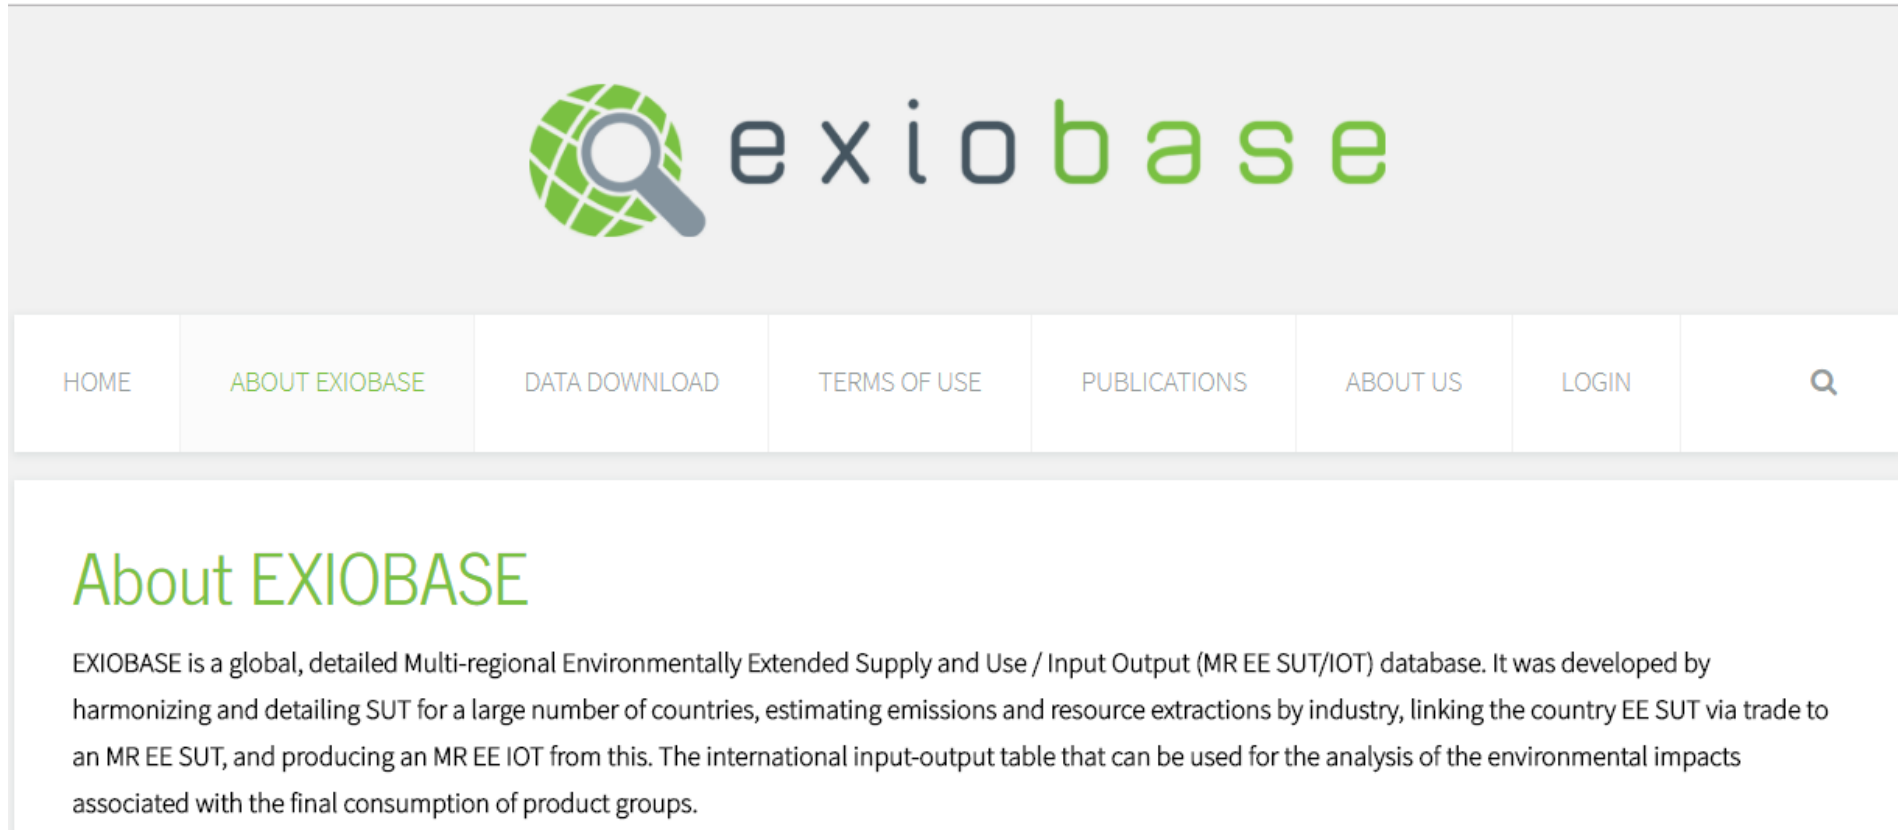 exiobase
HOME
ABOUT EXIOBASE
DATA DOWNLOAD
TERMS OF USE
PUBLICATIONS
ABOUT US
LOGIN
About EXIOBASE
EXIOBASE is a global, detailed Multi-regional Environmentally Extended Supply and Use / Input Output (MR EE SUT/IOT) database. It was developed by
harmonizing and detailing SUT for a large number of countries, estimating emissions and resource extractions by industry, linking the country EE SUT via trade to
an MR EE SUT, and producing an MR EE IOT from this. The international input-output table that can be used for the analysis of the environmental impacts
associated with the final consumption of product groups.